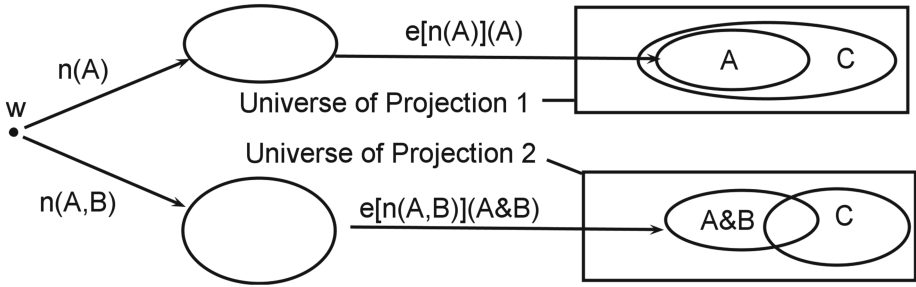 e[n(A)](A)
n(A)
A
C
w
Universe of Projection 1
Universe of Projection 2
n(A,B)
e[n(A,B)](A&B)
A&B
C